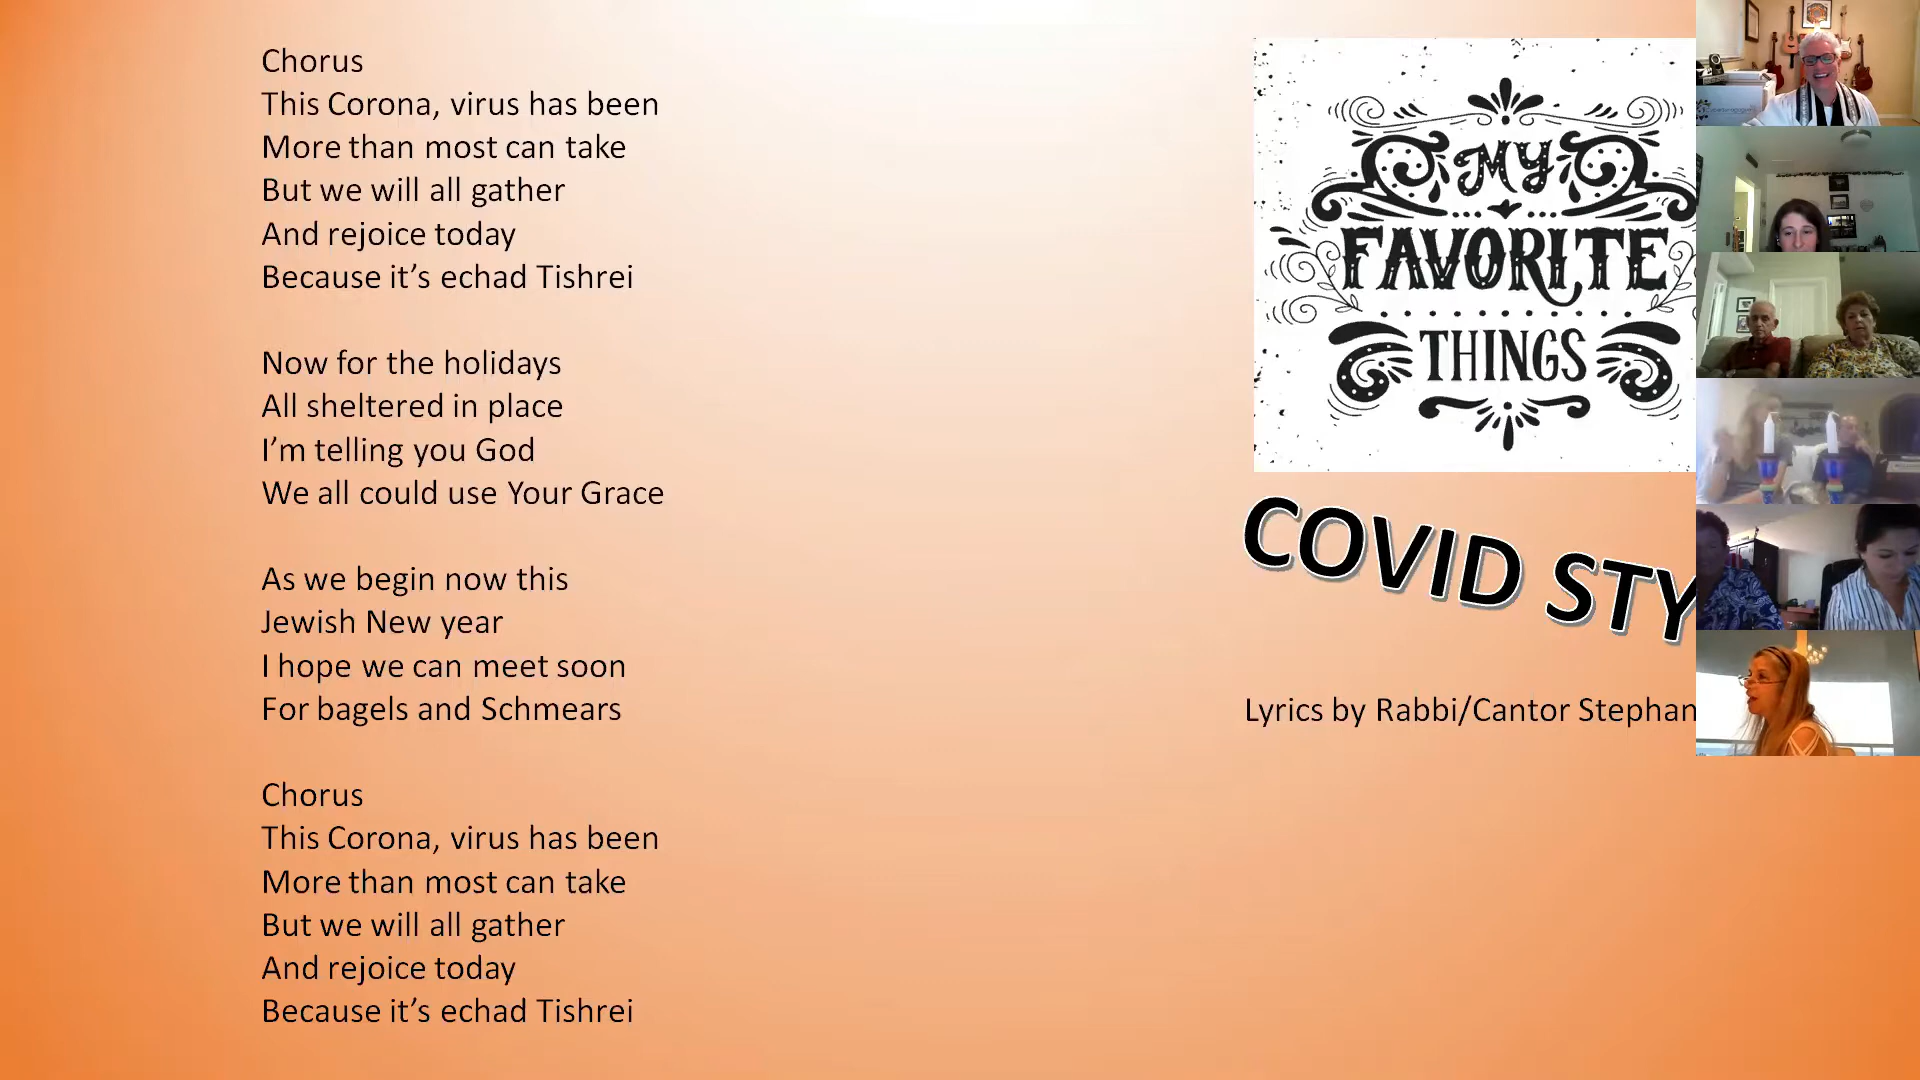 Chorus
This Corona, virus has been
More than most can take
But we will all gather
And rejoice today
Because it’s echad Tishrei
Now for the holidays
All sheltered in place
I’m telling you God
We all could use Your Grace
As we begin now this
Jewish New year
I hope we can meet soon
For bagels and Schmears
Chorus
This Corona, virus has been
More than most can take
But we will all gather
And rejoice today
Because it’s echad Tishrei
MY
FAVORITE
THINGS
COVID STY
Lyrics by Rabbi/Cantor Stephan